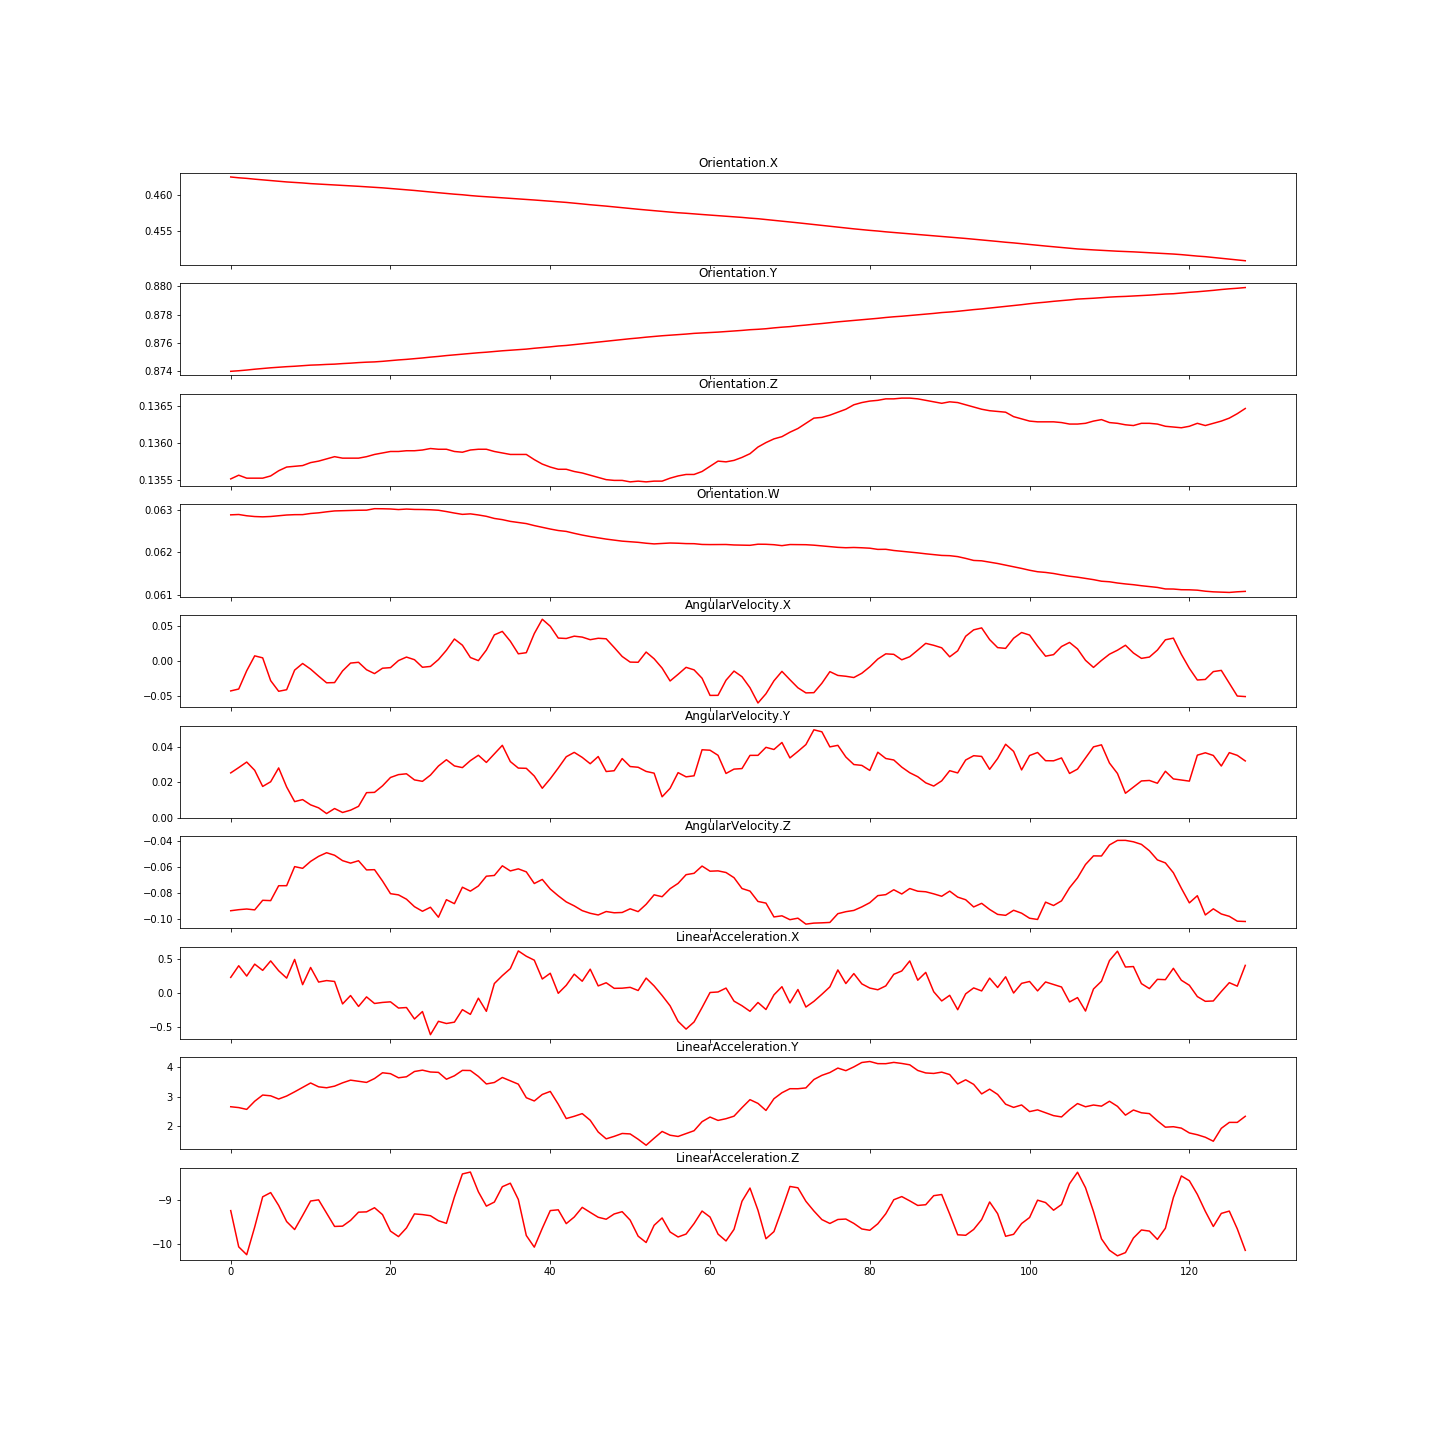 Orientation.X
0.460
0.455
Orientation.Y
0.880
0.878
0.876
0.874
Orientation.Z
0.1365
0.1360
0.1355
Orientation.W
0.063
0.062
0.061
AngularVelocity.X
0.05
0.00
−0.05
AngularVelocity.Y
0.04
0.02
0.00
AngularVelocity.Z
−0.04
−0.06
−0.08
−0.10
LinearAcceleration.X
0.5
0.0
−0.5
LinearAcceleration.Y
4
3
2
LinearAcceleration.Z
−9
−10
0 20 40 60 80 100 120